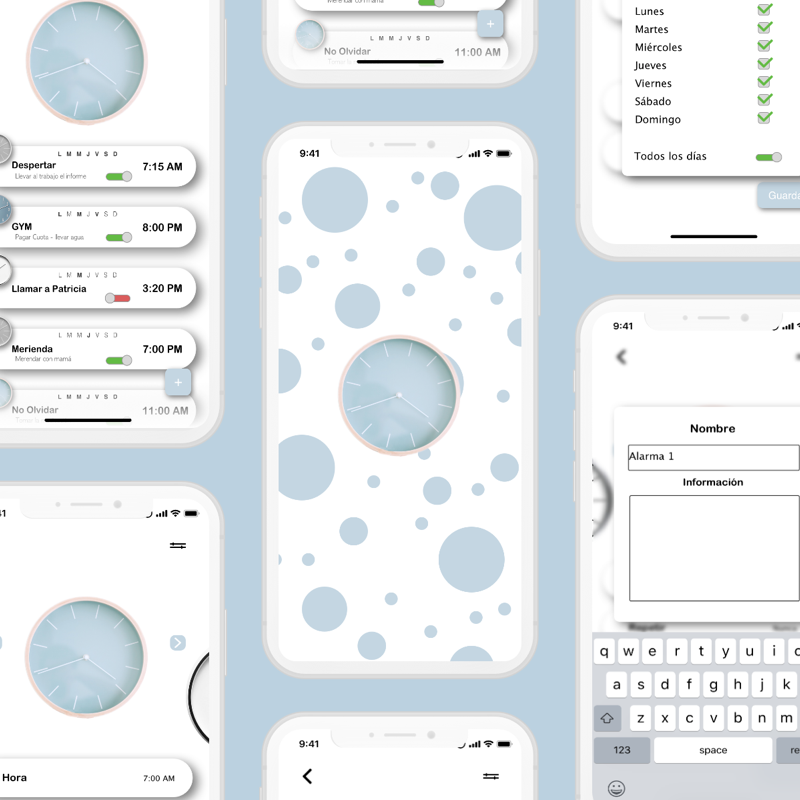 L M M J V S D
Despertar
Llevar al trabajo el informe
7:15 AM
L M M J V S D
GYM
Pagar Cuota - llevar agua
8:00 PM
L M M J V S D
Llamar a Patricia
3:20 PM
L M M J V S D
Merienda
Merendar con mamá
7:00 PM
L M M J V S D
No Olvidar
11:00 AM
+
41
Hora
7:00 AM
Merendar con mamá
+
L M M J V S D
No Olvidar
11:00 AM
9:41
9:41
Lunes
Martes
Miércoles
Jueves
Viernes
Sábado
Domingo
Todos los días
Guarda
9:41
Nombre
Alarma 1
Información
Repetir
q w e r t y u i o
a s d f g h j k
z x c v b n m
123
space
re